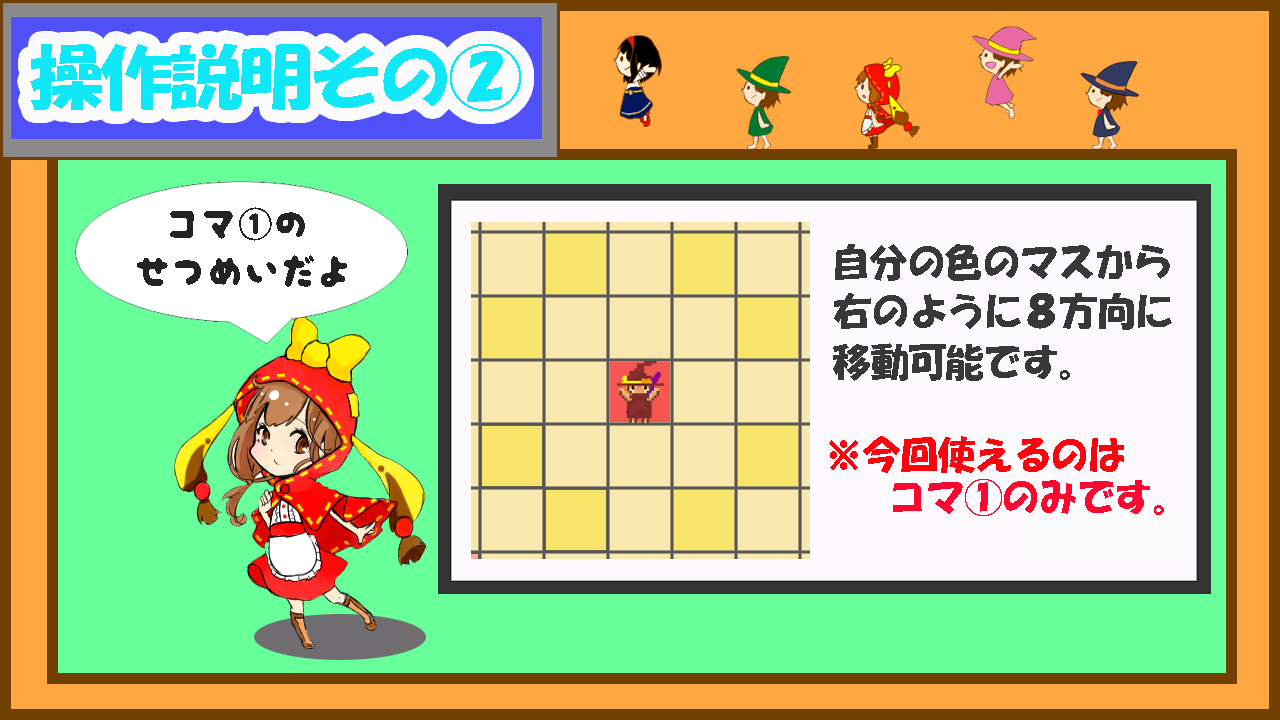 操作説明その②
コマ①の
せつめいだよ
自分の色のマスから
右のように8方向に
移動可能です。
※今回使えるのは
コマ①のみです。